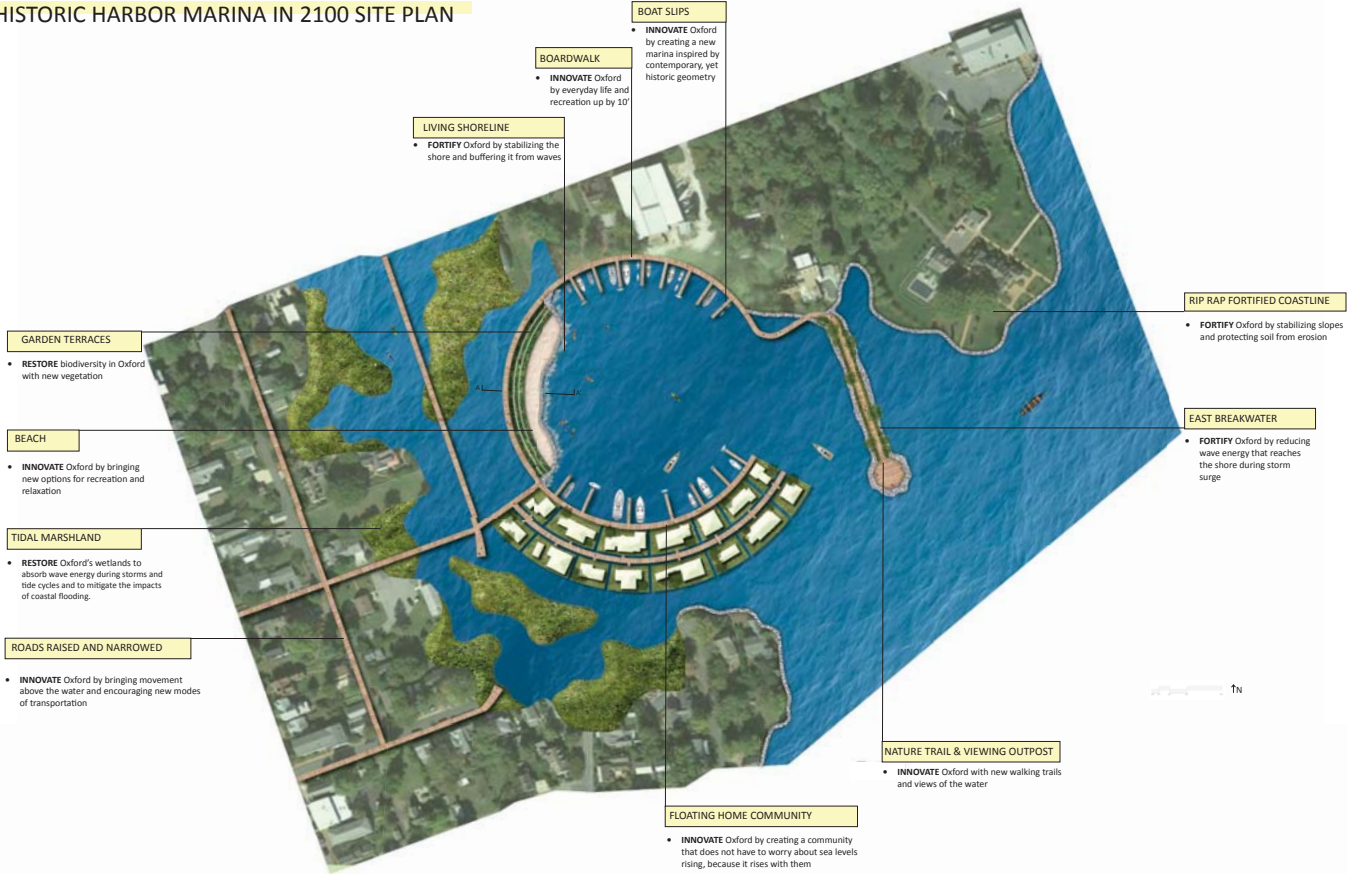 HISTORIC HARBOR MARINA IN 2100 SITE PLAN
BOAT SLIPS
• INNOVATE Oxford
by creating a new
marina inspired by
contemporary, yet
historic geometry
BOARDWALK
• INNOVATE Oxford
by everyday life and
recreation up by 10'
LIVING SHORELINE
• FORTIFY Oxford by stabilizing the
shore and buffering it from waves
GARDEN TERRACES
• RESTORE biodiversity in Oxford
with new vegetation
BEACH
• INNOVATE Oxford by bringing
new options for recreation and
relaxation
TIDAL MARSHLAND
• RESTORE Oxford's wetlands to
absorb wave energy during storms and
tide cycles and to mitigate the impacts
of coastal flooding.
ROADS RAISED AND NARROWED
• INNOVATE Oxford by bringing movement
above the water and encouraging new modes
of transportation
RIP RAP FORTIFIED COASTLINE
• FORTIFY Oxford by stabilizing slopes
and protecting soil from erosion
EAST BREAKWATER
• FORTIFY Oxford by reducing
wave energy that reaches
the shore during storm
surge
N
NATURE TRAIL & VIEWING OUTPOST
• INNOVATE Oxford with new walking trails
and views of the water
FLOATING HOME COMMUNITY
• INNOVATE Oxford by creating a community
that does not have to worry about sea levels
rising, because it rises with them